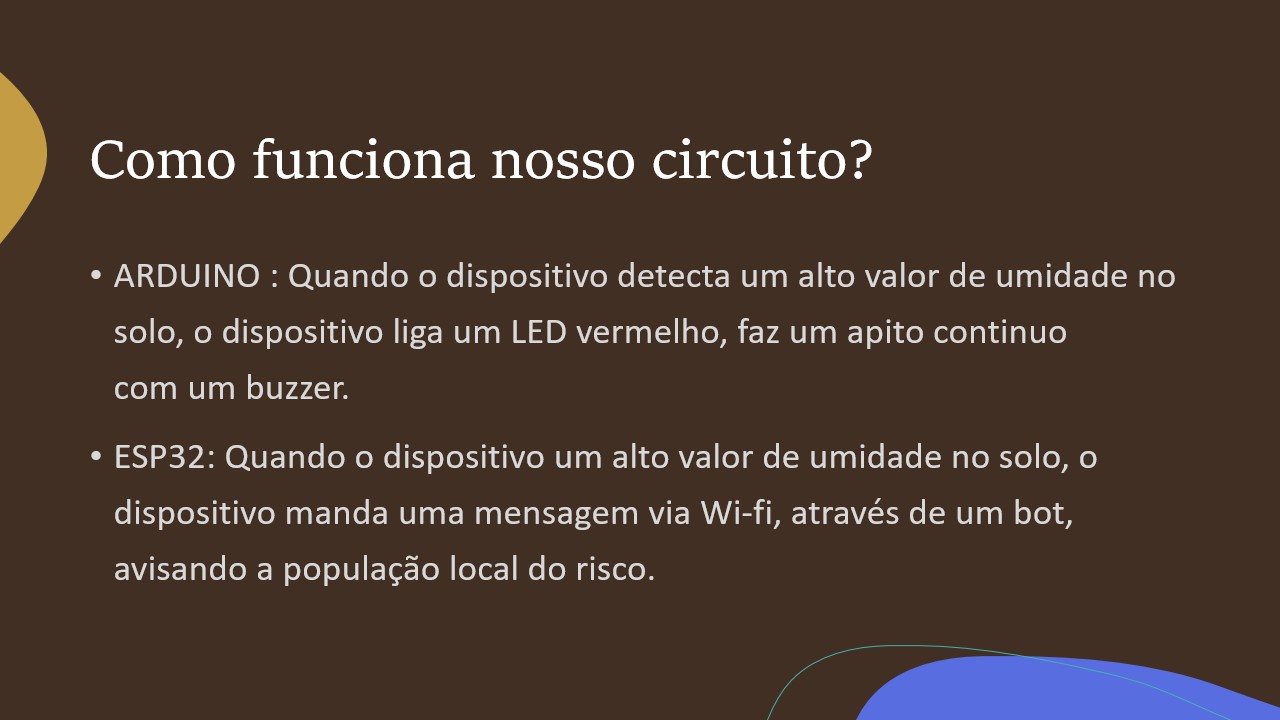 Como funciona nosso circuito?
• ARDUINO : Quando o dispositivo detecta um alto valor de umidade no
solo, o dispositivo liga um LED vermelho, faz um apito continuo
com um buzzer.
• ESP32: Quando o dispositivo um alto valor de umidade no solo, o
dispositivo manda uma mensagem via Wi-fi, através de um bot,
avisando a população local do risco.